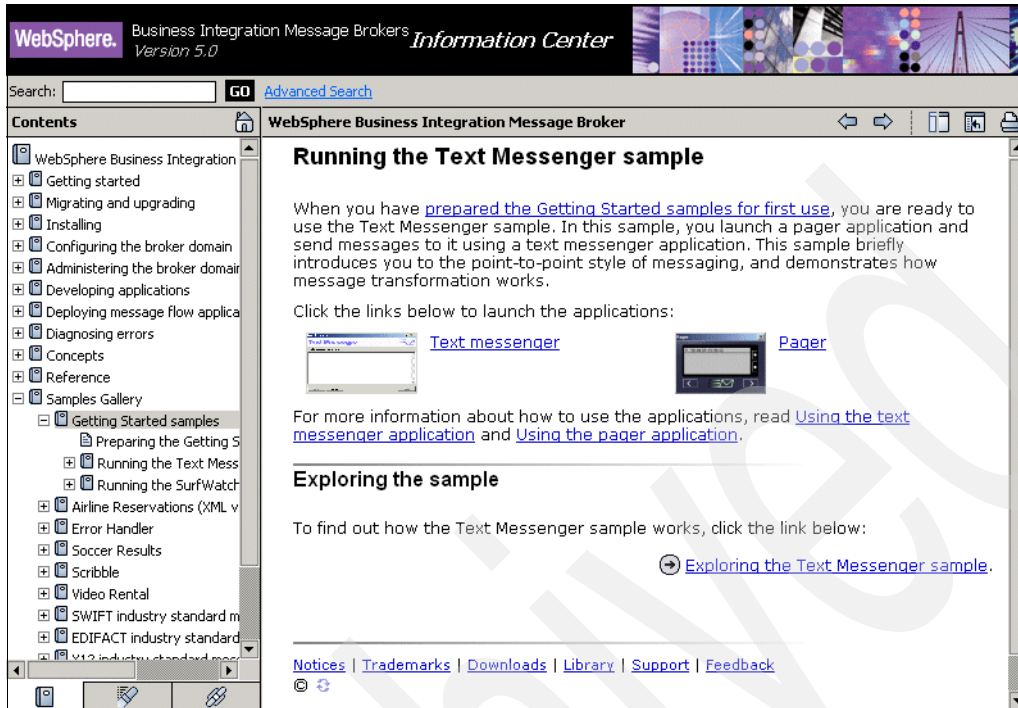 WebSphere.
Business Integration Message Brokers
Version 5.0
Information Center
Search:
GO
Advanced Search
Contents
WebSphere Business Integration
Getting started
Migrating and upgrading
Installing
Configuring the broker domain
Administering the broker domain
Developing applications
Deploying message flow applica
Diagnosing errors
Concepts
Reference
Samples Gallery
Getting Started samples
Preparing the Getting S
Running the Text Mess
Running the SurfWatch
Airline Reservations (XML v
Error Handler
Soccer Results
Scribble
Video Rental
SWIFT industry standard m
EDIFACT industry standard
X12 industry standard mess
WebSphere Business Integration Message Broker
Running the Text Messenger sample
When you have prepared the Getting Started samples for first use, you are ready to
use the Text Messenger sample. In this sample, you launch a pager application and
send messages to it using a text messenger application. This sample briefly
introduces you to the point-to-point style of messaging, and demonstrates how
message transformation works.
Click the links below to launch the applications:
Text Messenger
Text messenger
Pager
For more information about how to use the applications, read Using the text
messenger application and Using the pager application.
Exploring the sample
To find out how the Text Messenger sample works, click the link below:
Exploring the Text Messenger sample.
Notices | Trademarks | Downloads | Library | Support | Feedback
©